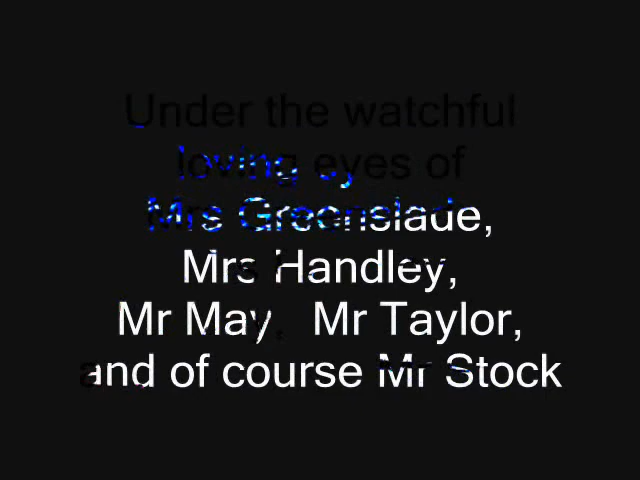 Under the watchful
loving eyes of
Mrs Greenslade,
Mrs Handley,
Mr May, Mr Taylor,
and of course Mr Stock